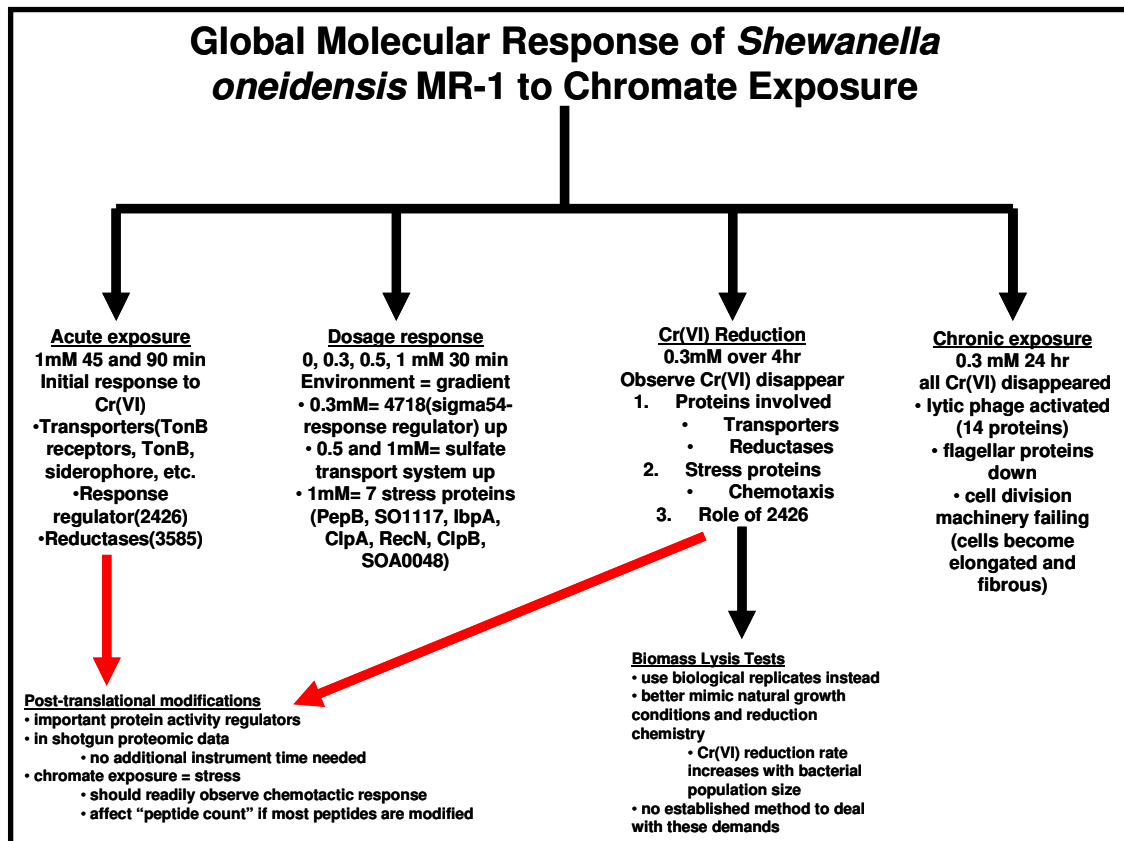 Global Molecular Response of Shewanella
oneidensis MR-1 to Chromate Exposure
Acute exposure
1mM 45 and 90 min
Initial response to
Cr(VI)
•Transporters(TonB
receptors, TonB,
siderophore, etc.
•Response
regulator(2426)
•Reductases(3585)
Dosage response
0, 0.3, 0.5, 1 mM 30 min
Environment = gradient
• 0.3mM= 4718(sigma54-
response regulator) up
• 0.5 and 1mM= sulfate
transport system up
• 1mM= 7 stress proteins
(PepB, SO1117, IbpA,
ClpA, RecN, ClpB,
SOA0048)
Cr(VI) Reduction
0.3mM over 4hr
Observe Cr(VI) disappear
1. Proteins involved
• Transporters
• Reductases
2. Stress proteins
• Chemotaxis
3. Role of 2426
Chronic exposure
0.3 mM 24 hr
all Cr(VI) disappeared
• lytic phage activated
(14 proteins)
• flagellar proteins
down
• cell division
machinery failing
(cells become
elongated and
fibrous)
Post-translational modifications
• important protein activity regulators
• in shotgun proteomic data
• no additional instrument time needed
• chromate exposure = stress
• should readily observe chemotactic response
• affect “peptide count” if most peptides are modified
Biomass Lysis Tests
• use biological replicates instead
• better mimic natural growth
conditions and reduction
chemistry
• Cr(VI) reduction rate
increases with bacterial
population size
• no established method to deal
with these demands